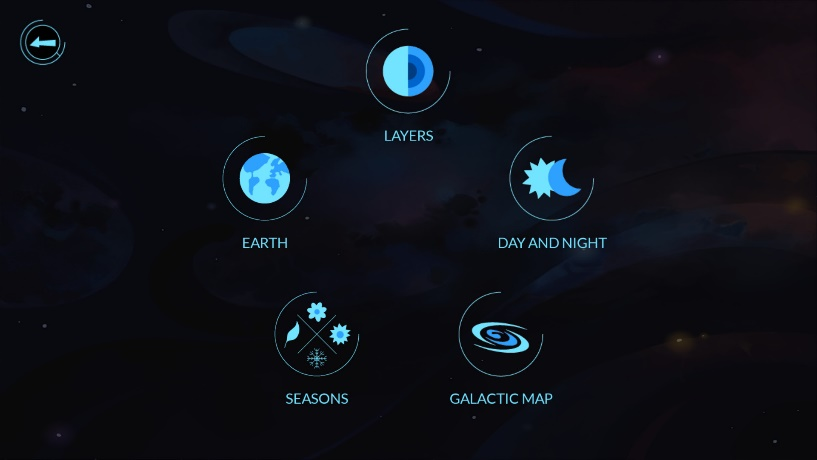 LAYERS
EARTH
DAY AND NIGHT
SEASONS
GALACTIC MAP